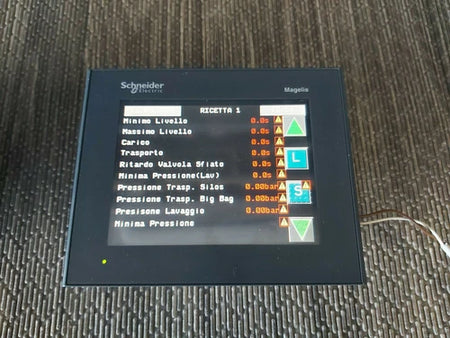 Schneider
Electric
Magelis
RICETTA 1
Minimo Livello 0.0s
Massimo Livello 0.0s
Carico 0.0s
Trasporto 0.0s
Ritardo Valvola Sfiato 0.0s
Minima Pressione(Lav) 0.0s
Pressione Trasp. Silos 0.00bar
Pressione Trasp. Big Bag 0.00bar
Presisone Lavaggio 0.00bar
Minima Pressione
L
S